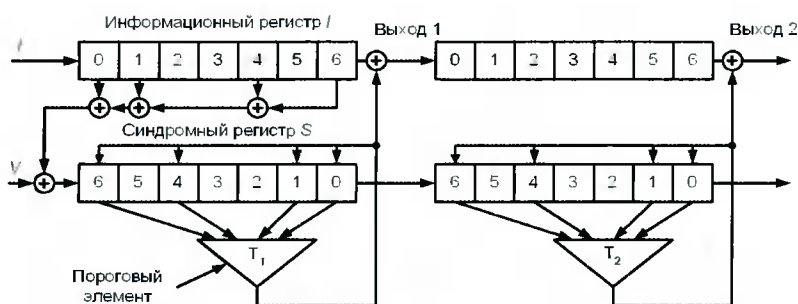 Информационный регистр I
Выход 1
Выход 2
I
0 1 2 3 4 5 6
0 1 2 3 4 5 6
Синдромный регистр S
V
6 5 4 3 2 1 0
6 5 4 3 2 1 0
T1
T2
Пороговый
элемент